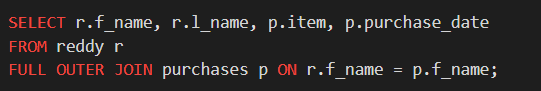 SELECT r.f_name, r.l_name, p.item, p.purchase_date
FROM reddy r
FULL OUTER JOIN purchases p ON r.f_name = p.f_name;